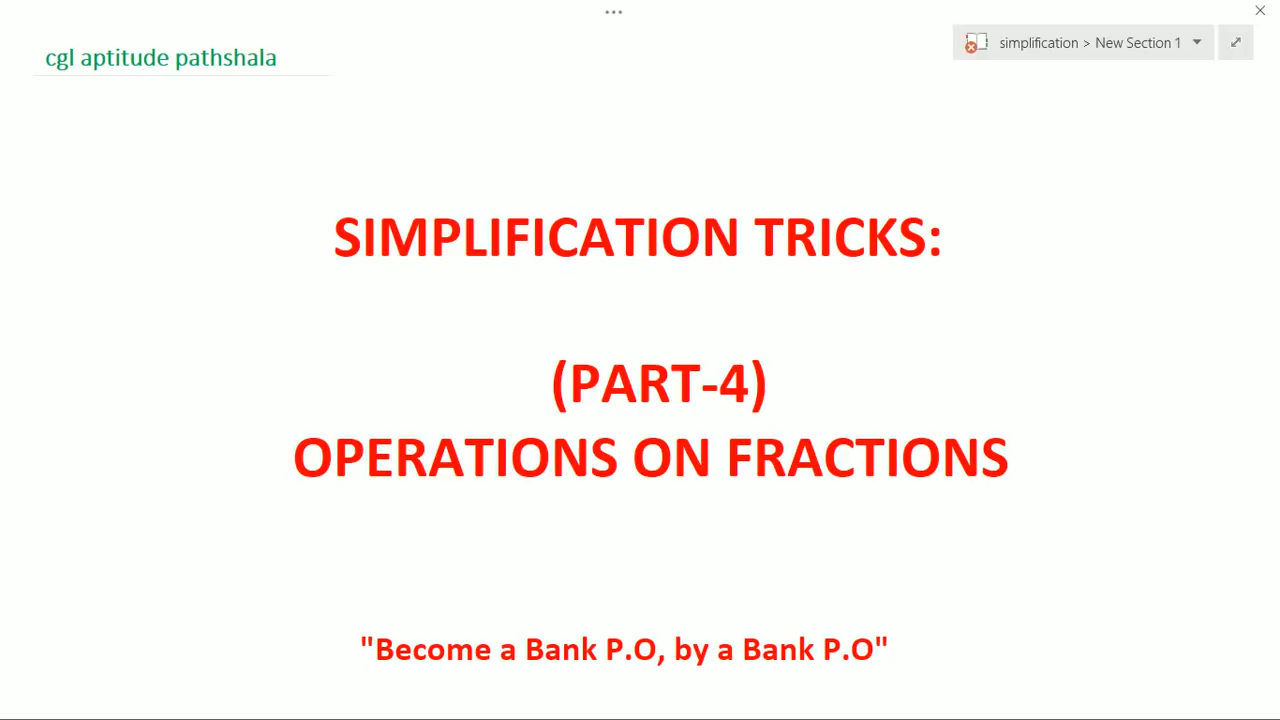 cgl aptitude pathshala
simplification > New Section 1
SIMPLIFICATION TRICKS:
(PART-4)
OPERATIONS ON FRACTIONS
"Become a Bank P.O, by a Bank P.O"